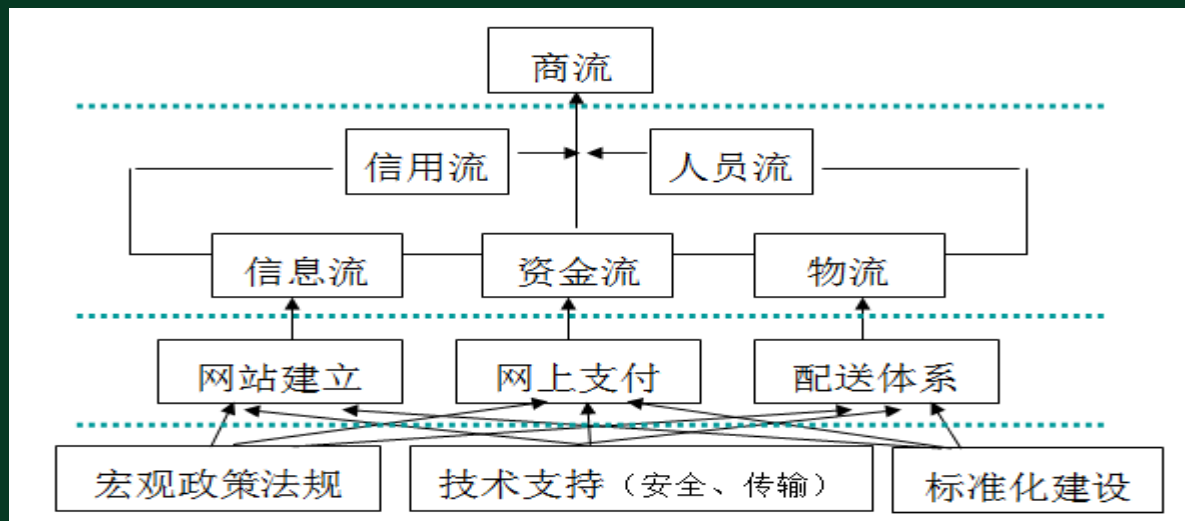 商流
信用流
人员流
信息流
资金流
物流
网站建立
网上支付
配送体系
宏观政策法规
技术支持（安全、传输）
标准化建设